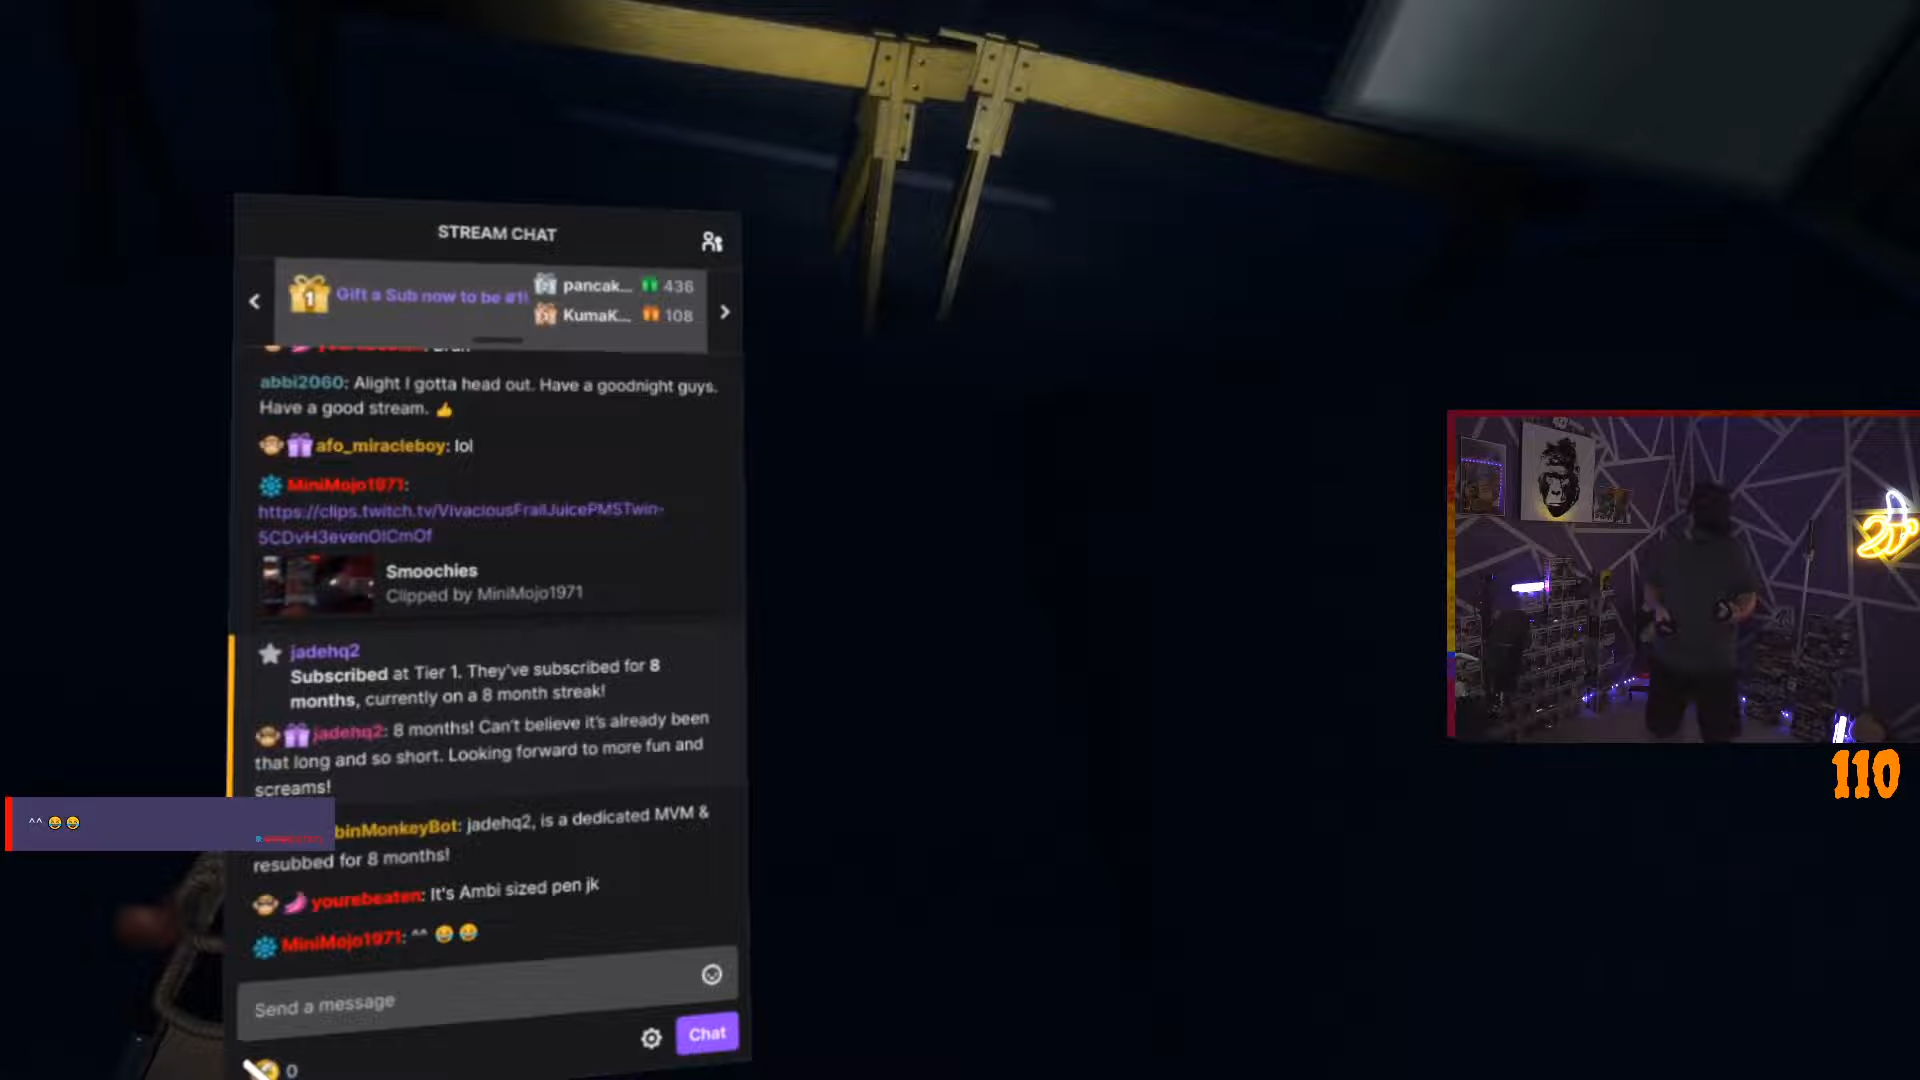 STREAM CHAT
Gift a Sub now to be #1!
pancak... 436
KumaK... 108
abbi2060: Alight I gotta head out. Have a goodnight guys.
Have a good stream. 👍
afo_miracleboy: lol
MiniMojo1971:
https://clips.twitch.tv/VivaciousFrailJuicePMSTwin-
5CDvH3evenOlCmOf
Smoochies
Clipped by MiniMojo1971
jadehq2
Subscribed at Tier 1. They've subscribed for 8
months, currently on a 8 month streak!
jadehq2: 8 months! Can't believe it's already been
that long and so short. Looking forward to more fun and
screams!
^^ 😂 😂
binMonkeyBot: jadehq2, is a dedicated MVM &
resubbed for 8 months!
yourebeaten: It's Ambi sized pen jk
MiniMojo1971: ^^ 😂 😂
Send a message
Chat
0
110